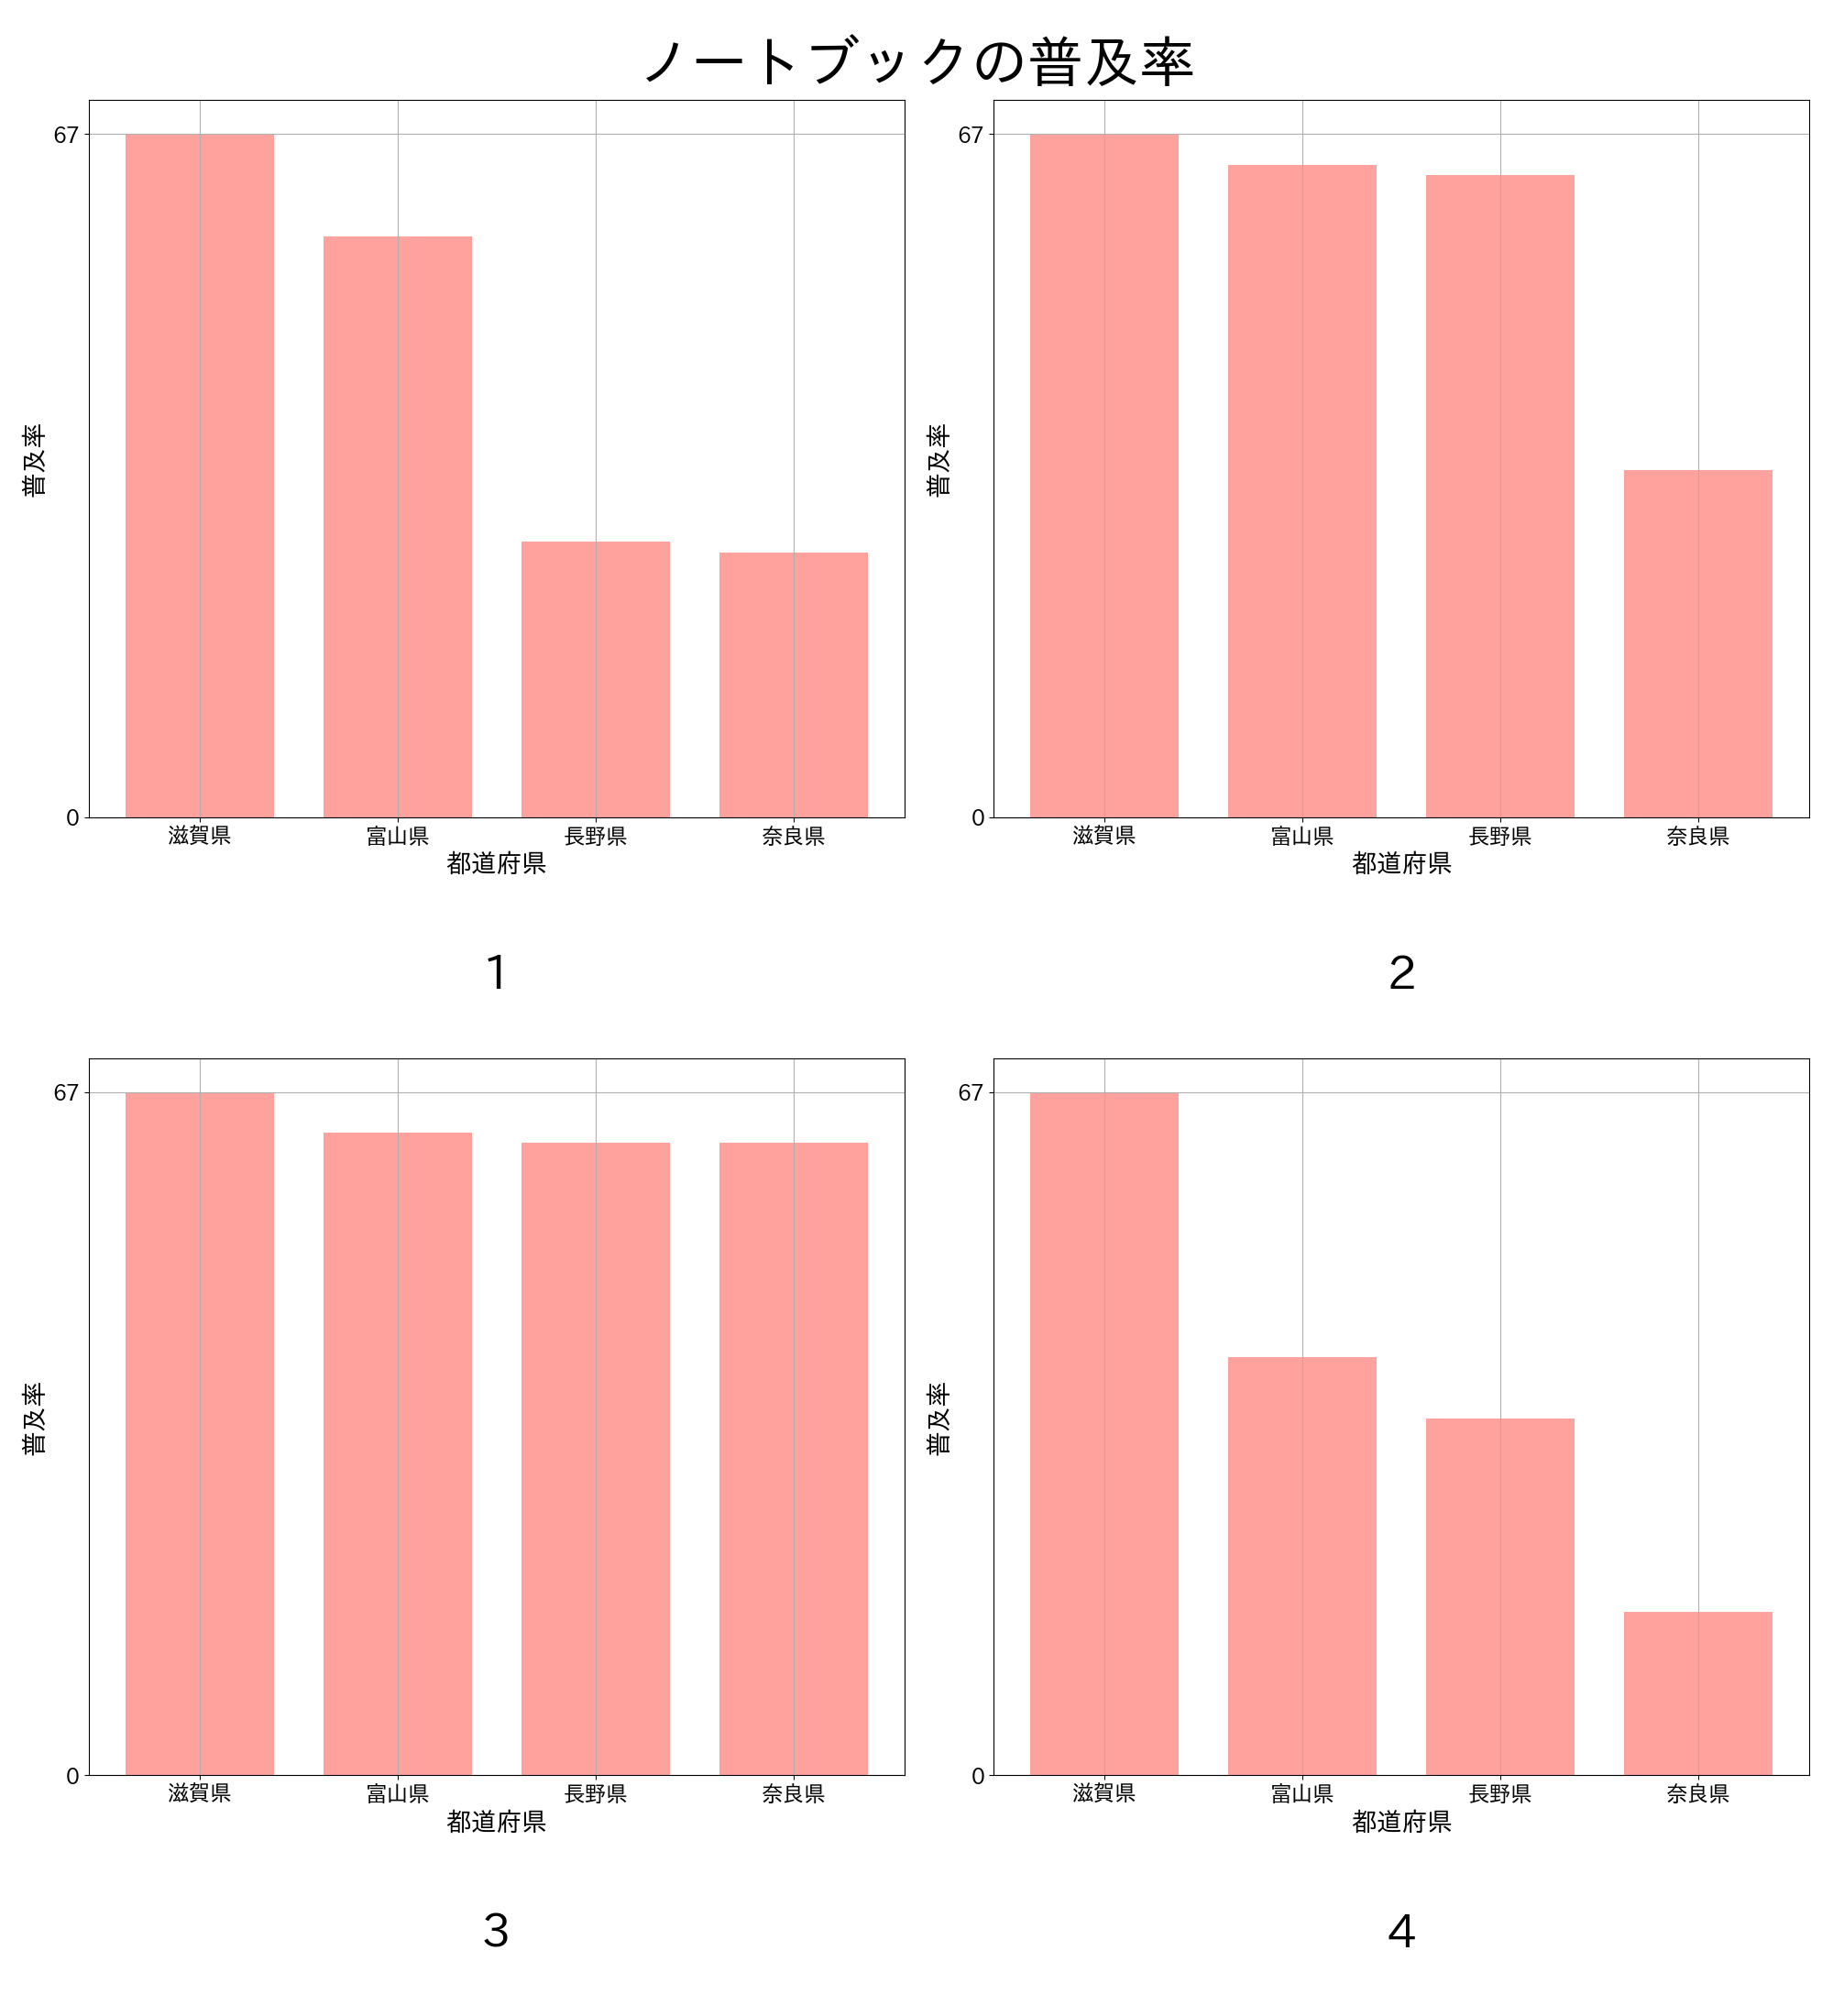 ノートブックの普及率
67
0
普及率
滋賀県 富山県 長野県 奈良県
都道府県
1
67
0
普及率
滋賀県 富山県 長野県 奈良県
都道府県
2
67
0
普及率
滋賀県 富山県 長野県 奈良県
都道府県
3
67
0
普及率
滋賀県 富山県 長野県 奈良県
都道府県
4